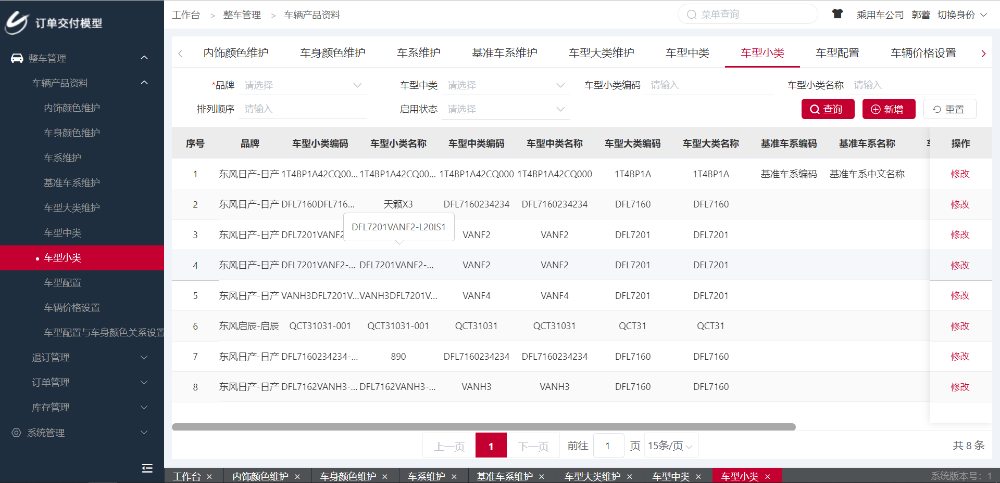 订单交付模型
整车管理
车辆产品资料
内饰颜色维护
车身颜色维护
车系维护
基准车系维护
车型大类维护
车型中类
车型小类
车型配置
车辆价格设置
车型配置与车身颜色关系设置
退订管理
订单管理
库存管理
系统管理
工作台 > 整车管理 > 车辆产品资料
菜单查询
乘用车公司 郭蕾 切换身份
内饰颜色维护 车身颜色维护 车系维护 基准车系维护 车型大类维护 车型中类 车型小类 车型配置 车辆价格设置
*品牌 请选择 车型中类 请选择 车型小类编码 请输入 车型小类名称 请输入
排列顺序 请输入 启用状态 请选择 查询 新增 重置
序号 品牌 车型小类编码 车型小类名称 车型中类编码 车型中类名称 车型大类编码 车型大类名称 基准车系编码 基准车系名称 操作
1 东风日产-日产 1T4BP1A42CQ00... 1T4BP1A42CQ00... 1T4BP1A42CQ000 1T4BP1A42CQ000 1T4BP1A 1T4BP1A 基准车系编码 基准车系中文名称 修改
2 东风日产-日产 DFL7160DFL716... 天籁X3 DFL7160234234 DFL7160234234 DFL7160 DFL7160 修改
DFL7201VANF2-L20IS1
3 东风日产-日产 DFL7201VANF2 VANF2 VANF2 DFL7201 DFL7201 修改
4 东风日产-日产 DFL7201VANF2-... DFL7201VANF2-... VANF2 VANF2 DFL7201 DFL7201 修改
5 东风日产-日产 VANH3DFL7201V... VANH3DFL7201V... VANF4 VANF4 DFL7201 DFL7201 修改
6 东风启辰-启辰 QCT31031-001 QCT31031-001 QCT31031 QCT31031 QCT31 QCT31 修改
7 东风日产-日产 DFL7160234234-... 890 DFL7160234234 DFL7160234234 DFL7160 DFL7160 修改
8 东风日产-日产 DFL7162VANH3-... DFL7162VANH3-... VANH3 VANH3 DFL7160 DFL7160 修改
上一页 1 下一页 前往 1 页 15条/页 共 8 条
工作台 × 内饰颜色维护 × 车身颜色维护 × 车系维护 × 基准车系维护 × 车型大类维护 × 车型中类 × 车型小类 × 系统版本号：1